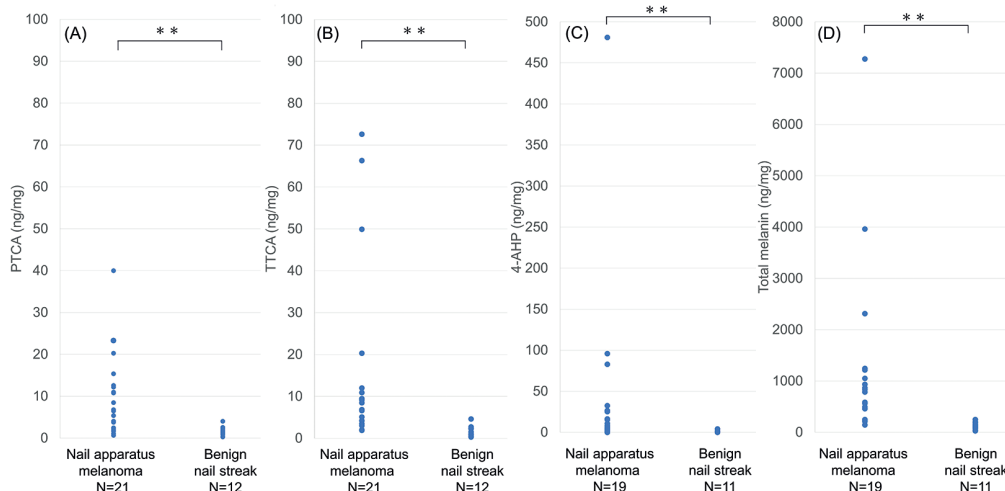 (A)
* *
PTCA (ng/mg)
100
90
80
70
60
50
40
30
20
10
0
Nail apparatus
melanoma
N=21
Benign
nail streak
N=12
(B)
* *
TTCA (ng/mg)
100
90
80
70
60
50
40
30
20
10
0
Nail apparatus
melanoma
N=21
Benign
nail streak
N=12
(C)
* *
4-AHP (ng/mg)
500
450
400
350
300
250
200
150
100
50
0
Nail apparatus
melanoma
N=19
Benign
nail streak
N=11
(D)
* *
Total melanin (ng/mg)
8000
7000
6000
5000
4000
3000
2000
1000
0
Nail apparatus
melanoma
N=19
Benign
nail streak
N=11